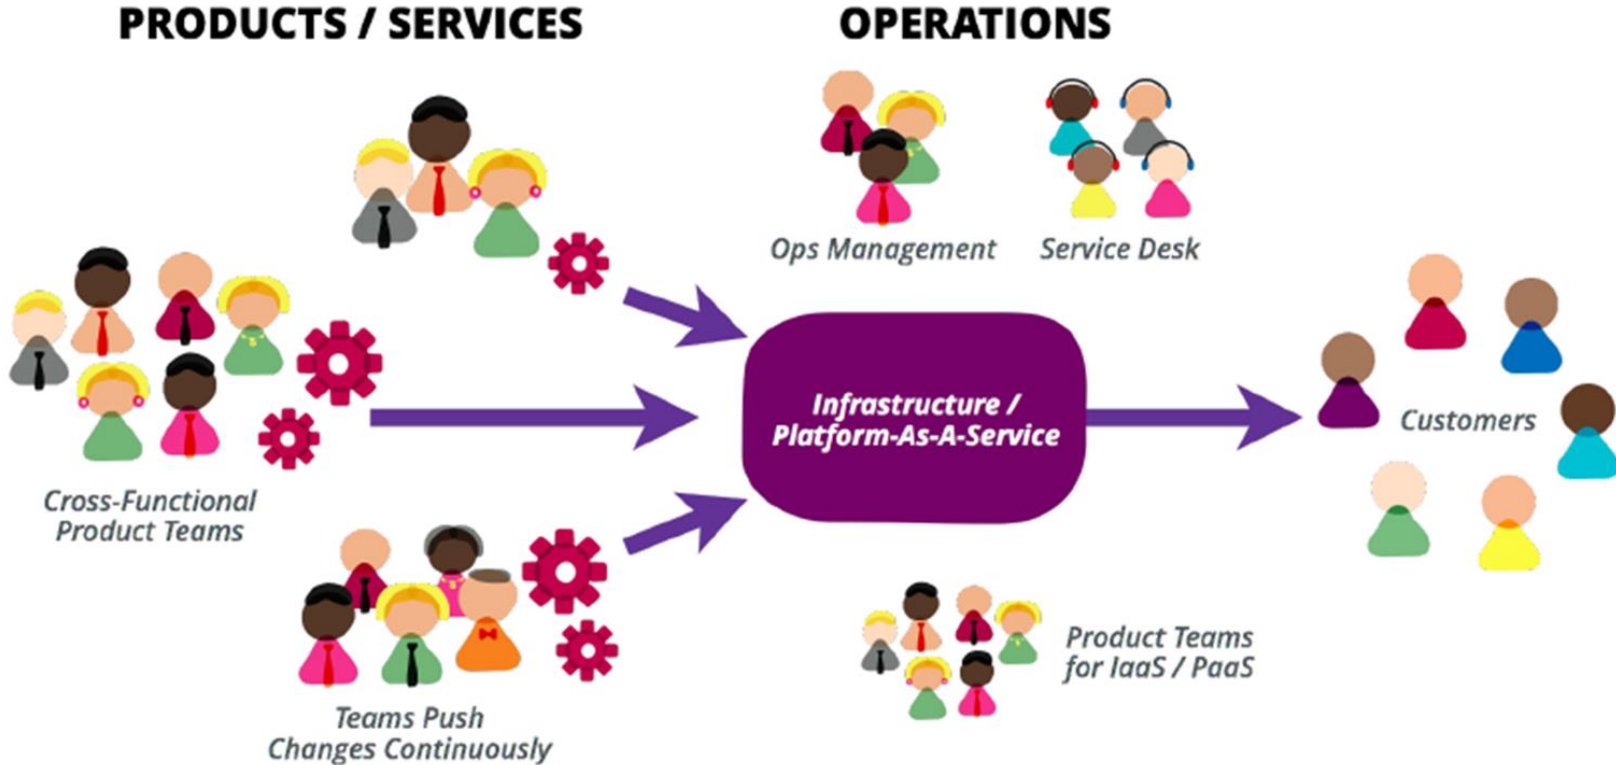 PRODUCTS / SERVICES
OPERATIONS
Ops Management
Service Desk
Infrastructure /
Platform-As-A-Service
Customers
Cross-Functional
Product Teams
Product Teams
for IaaS / PaaS
Teams Push
Changes Continuously